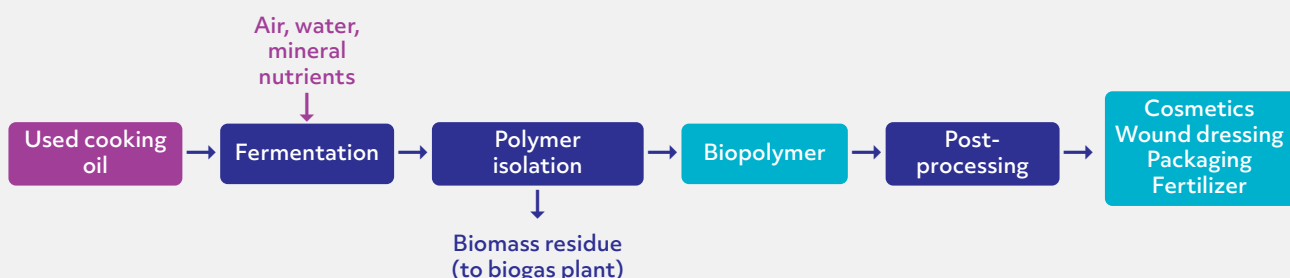 Air, water,
mineral
nutrients
Used cooking
oil
Fermentation
Polymer
isolation
Biopolymer
Post-
processing
Cosmetics
Wound dressing
Packaging
Fertilizer
Biomass residue
(to biogas plant)